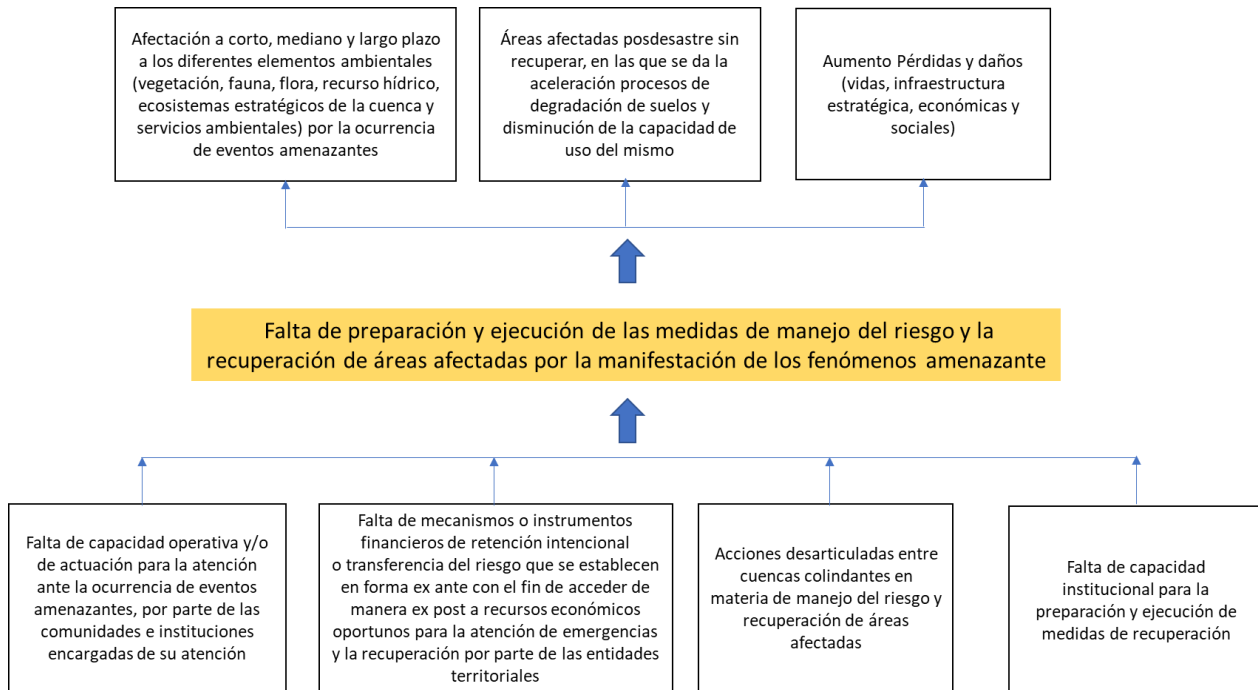 Afectación a corto, mediano y largo plazo
a los diferentes elementos ambientales
(vegetación, fauna, flora, recurso hídrico,
ecosistemas estratégicos de la cuenca y
servicios ambientales) por la ocurrencia
de eventos amenazantes
Áreas afectadas posdesastre sin
recuperar, en las que se da la
aceleración procesos de
degradación de suelos y
disminución de la capacidad de
uso del mismo
Aumento Pérdidas y daños
(vidas, infraestructura
estratégica, económicas y
sociales)
Falta de preparación y ejecución de las medidas de manejo del riesgo y la
recuperación de áreas afectadas por la manifestación de los fenómenos amenazante
Falta de capacidad operativa y/o
de actuación para la atención
ante la ocurrencia de eventos
amenazantes, por parte de las
comunidades e instituciones
encargadas de su atención
Falta de mecanismos o instrumentos
financieros de retención intencional
o transferencia del riesgo que se establecen
en forma ex ante con el fin de acceder de
manera ex post a recursos económicos
oportunos para la atención de emergencias
y la recuperación por parte de las entidades
territoriales
Acciones desarticuladas entre
cuencas colindantes en
materia de manejo del riesgo y
recuperación de áreas
afectadas
Falta de capacidad
institucional para la
preparación y ejecución de
medidas de recuperación